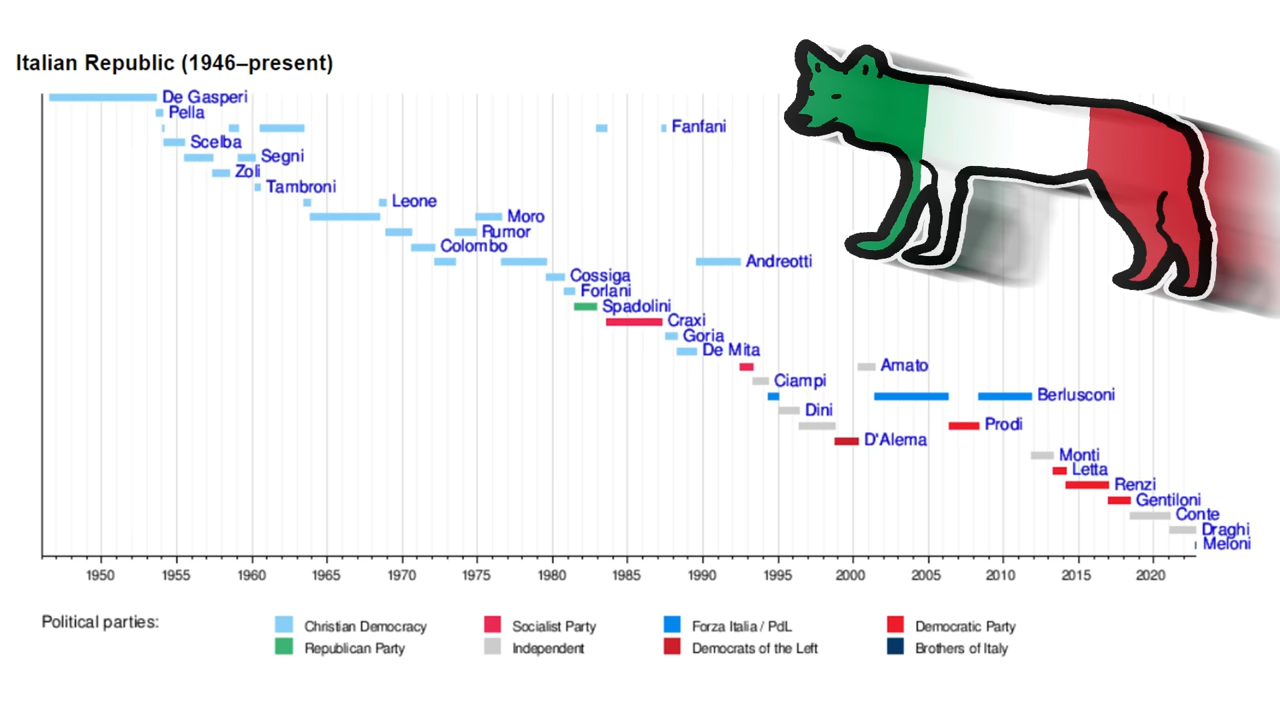 Italian Republic (1946–present)
De Gasperi
Pella
Fanfani
Scelba
Segni
Zoli
Tambroni
Leone
Moro
Rumor
Colombo
Andreotti
Cossiga
Forlani
Spadolini
Craxi
Goria
De Mita
Amato
Ciampi
Berlusconi
Dini
Prodi
D'Alema
Monti
Letta
Renzi
Gentiloni
Conte
Draghi
Meloni
1950 1955 1960 1965 1970 1975 1980 1985 1990 1995 2000 2005 2010 2015 2020
Political parties:
Christian Democracy Socialist Party Forza Italia / PdL Democratic Party
Republican Party Independent Democrats of the Left Brothers of Italy